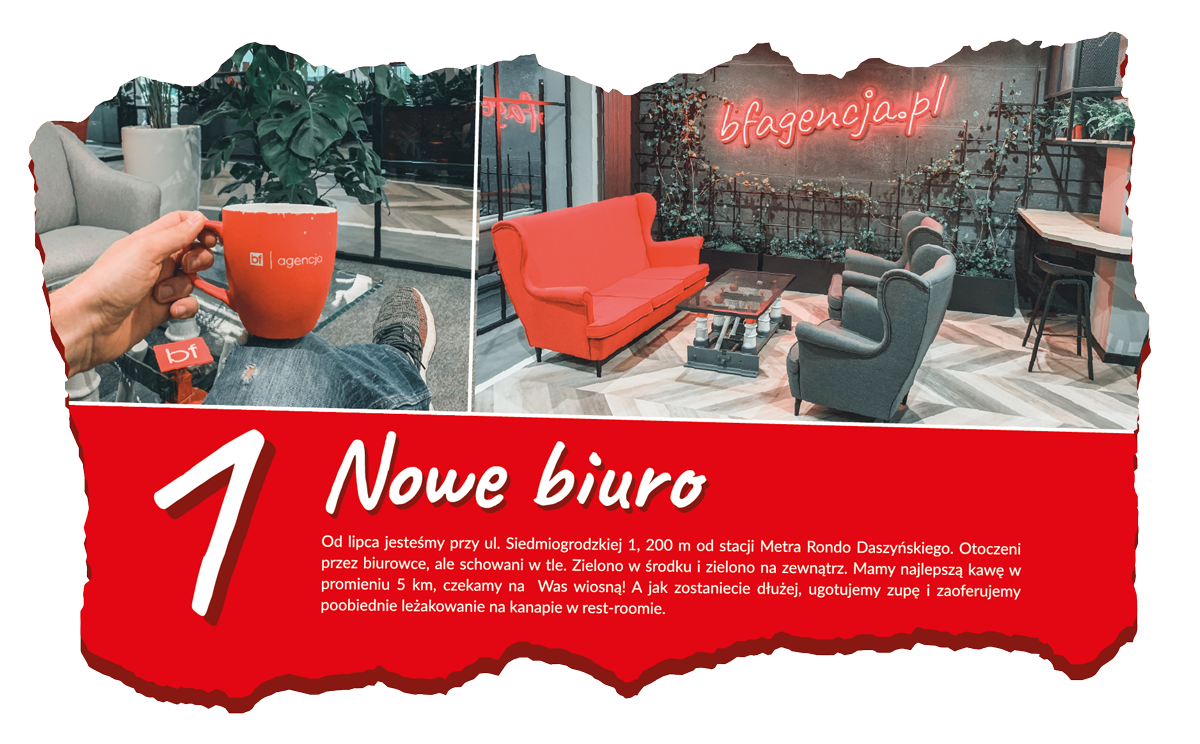 bfagencja.pl
bf | agencja
bf
1
Nowe biuro
Od lipca jesteśmy przy ul. Siedmiogrodzkiej 1, 200 m od stacji Metra Rondo Daszyńskiego. Otoczeni
przez biurowce, ale schowani w tle. Zielono w środku i zielono na zewnątrz. Mamy najlepszą kawę w
promieniu 5 km, czekamy na Was wiosną! A jak zostaniecie dłużej, ugotujemy zupę i zaoferujemy
poobiednie leżakowanie na kanapie w rest-roomie.